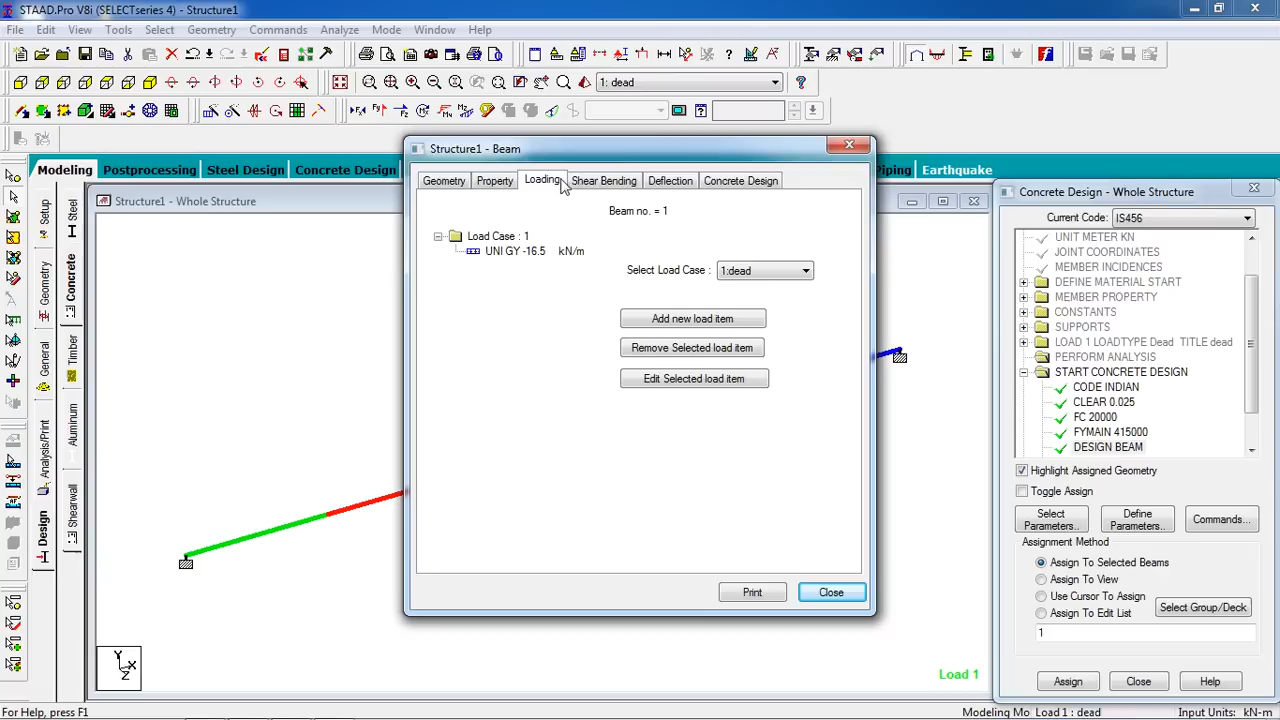 STAAD.Pro V8i (SELECTseries 4) - Structure1
File Edit View Tools Select Geometry Commands Analyze Mode Window Help
1: dead
Modeling Postprocessing Steel Design Concrete Design Piping Earthquake
Structure1 - Whole Structure
Setup
Geometry
General
Analysis/Print
Design
Steel
Concrete
Timber
Aluminum
Shearwall
Structure1 - Beam
Geometry Property Loading Shear Bending Deflection Concrete Design
Beam no. = 1
Load Case : 1
UNI GY -16.5 kN/m
Select Load Case : 1:dead
Add new load item
Remove Selected load item
Edit Selected load item
Print Close
Y
X
Z
Load 1
Concrete Design - Whole Structure
Current Code: IS456
UNIT METER KN
JOINT COORDINATES
MEMBER INCIDENCES
DEFINE MATERIAL START
MEMBER PROPERTY
CONSTANTS
SUPPORTS
LOAD 1 LOADTYPE Dead TITLE dead
PERFORM ANALYSIS
START CONCRETE DESIGN
CODE INDIAN
CLEAR 0.025
FC 20000
FYMAIN 415000
DESIGN BEAM
Highlight Assigned Geometry
Toggle Assign
Select Parameters.. Define Parameters.. Commands...
Assignment Method
Assign To Selected Beams
Assign To View
Use Cursor To Assign
Assign To Edit List
Select Group/Deck
1
Assign Close Help
For Help, press F1
Modeling Mo Load 1 : dead Input Units: kN-m